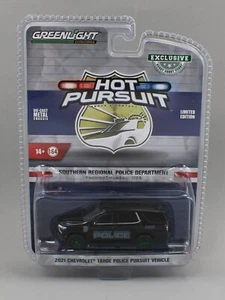 GREENLIGHT
EXCLUSIVE
HOT
PURSUIT
DIE-CAST
METAL
CHASSIS
LIMITED
EDITION
14+
1:64
SOUTHERN REGIONAL POLICE DEPARTMENT
POLICE
2021 CHEVROLET TAHOE POLICE PURSUIT VEHICLE